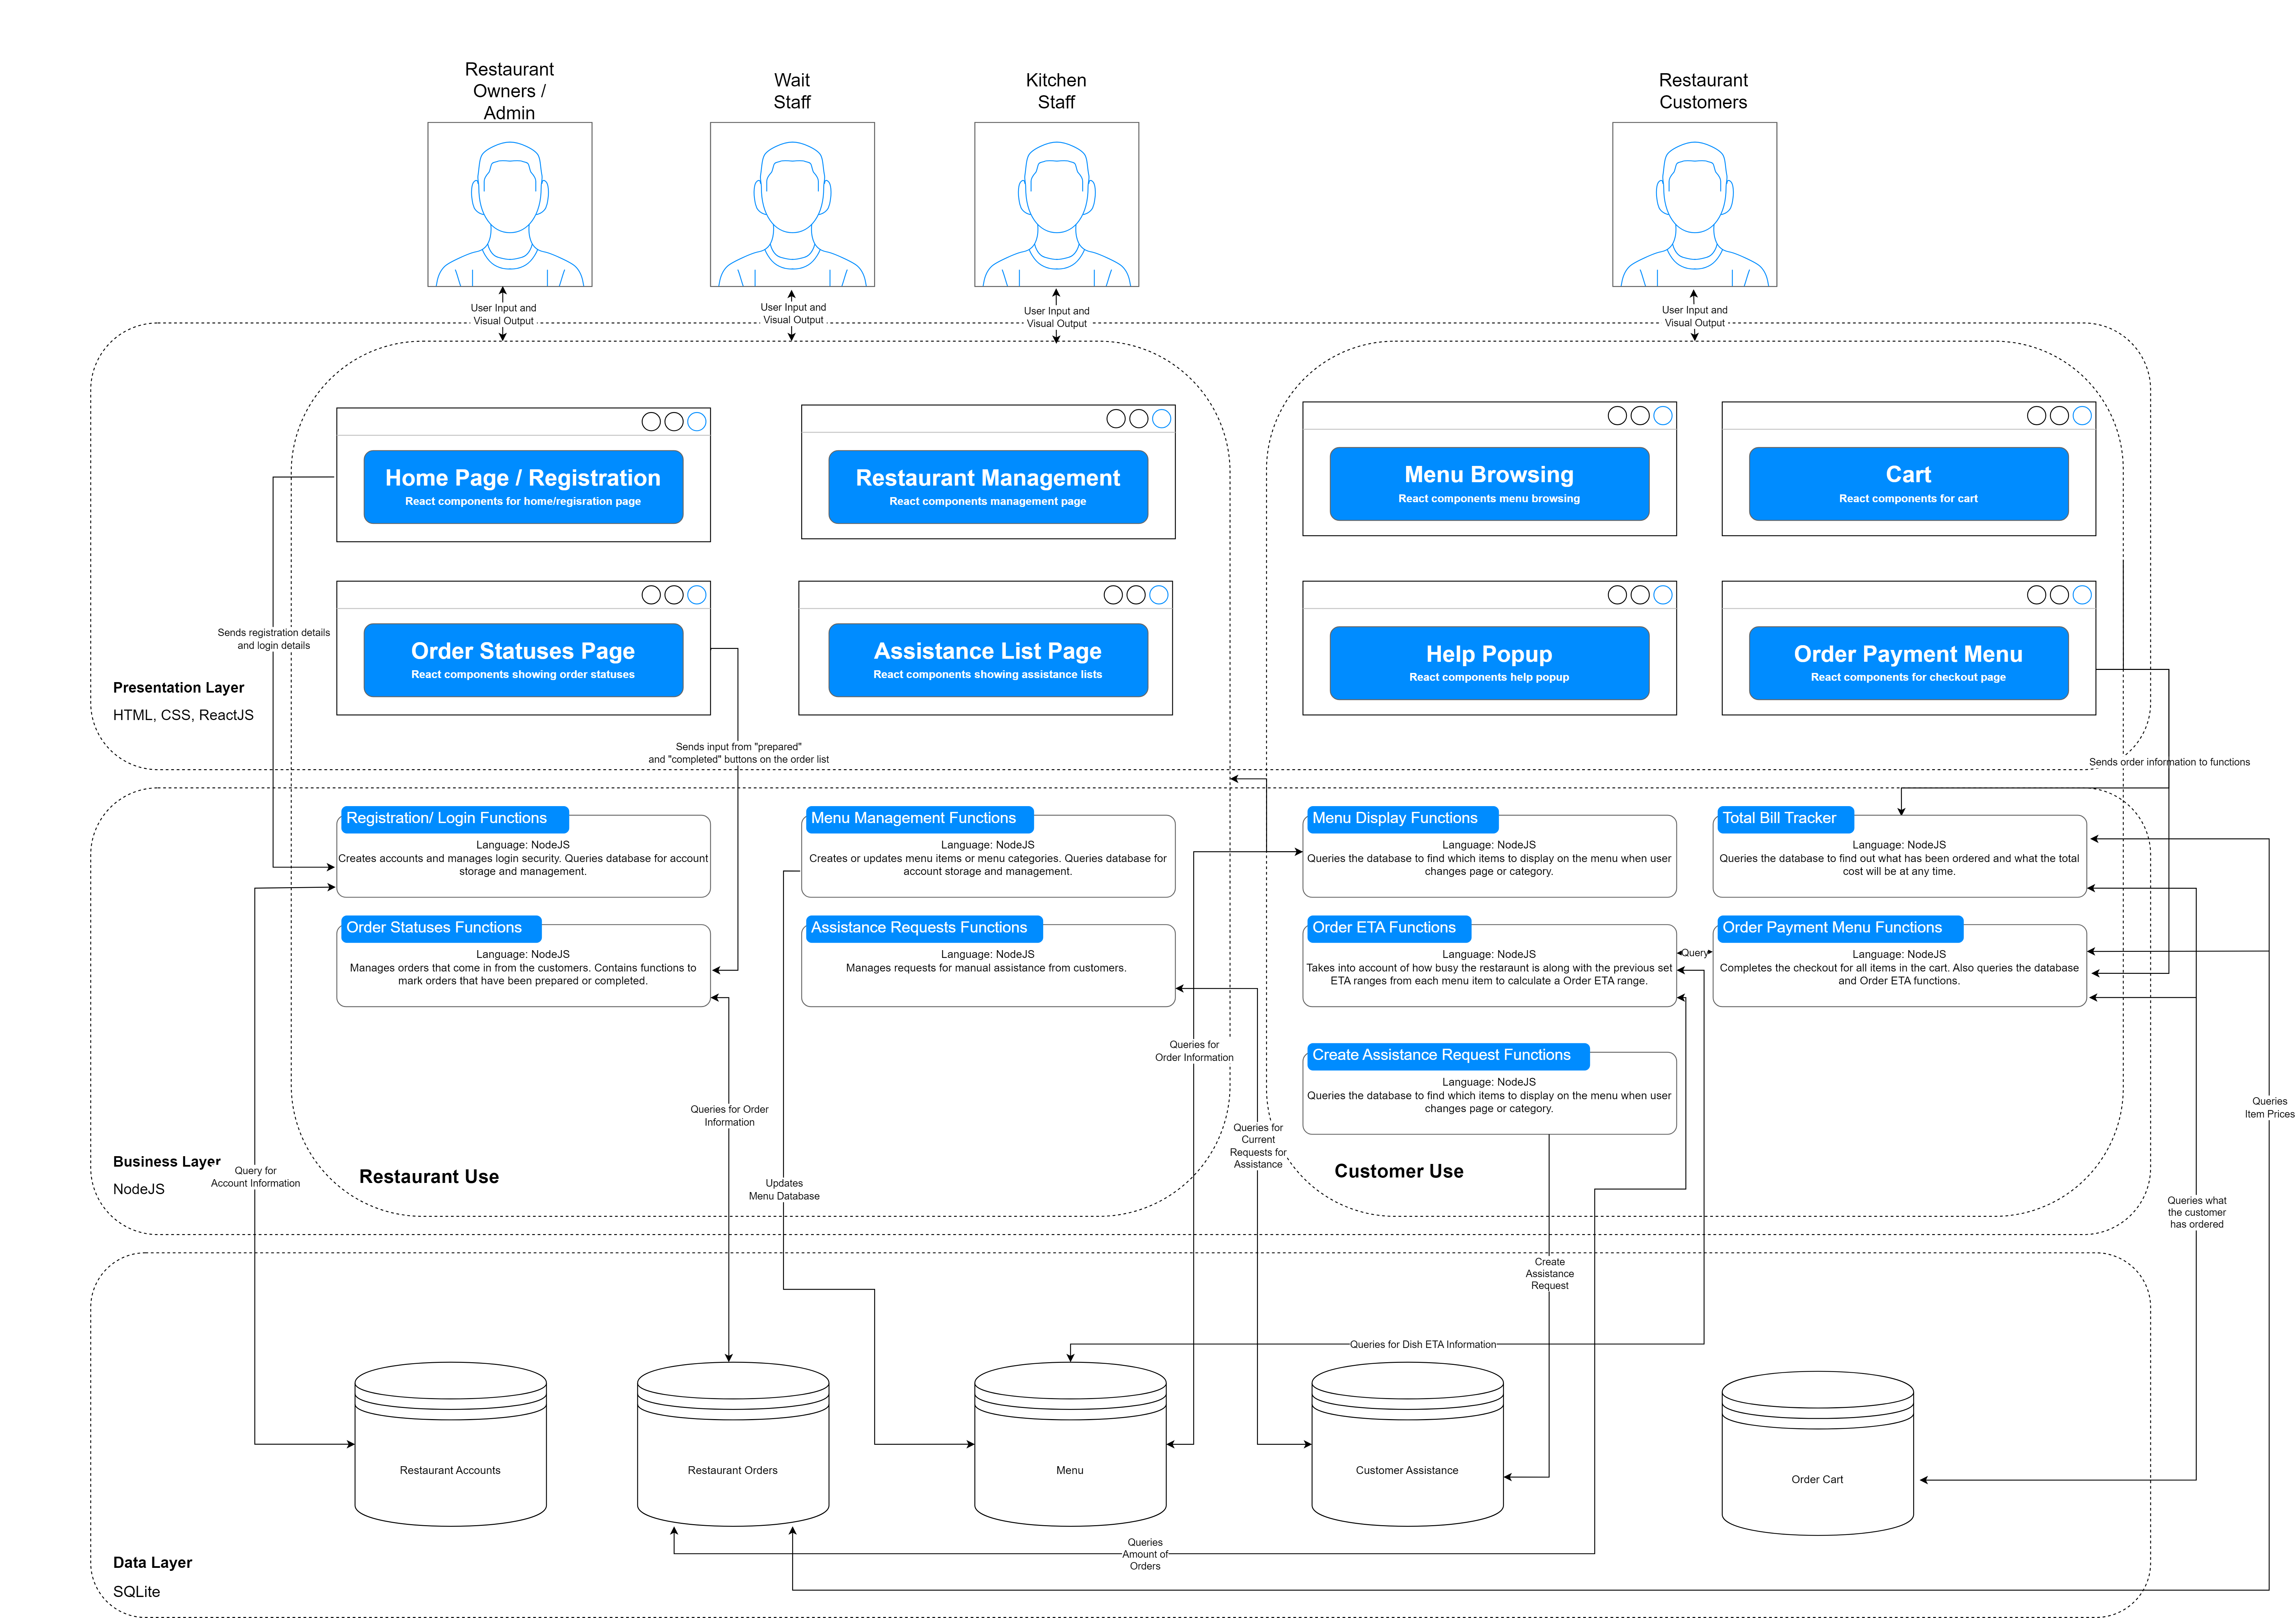 Restaurant
Owners /
Admin
Wait
Staff
Kitchen
Staff
Restaurant
Customers
User Input and
Visual Output
User Input and
Visual Output
User Input and
Visual Output
User Input and
Visual Output
Home Page / Registration
React components for home/regisration page
Restaurant Management
React components management page
Menu Browsing
React components menu browsing
Cart
React components for cart
Order Statuses Page
React components showing order statuses
Assistance List Page
React components showing assistance lists
Help Popup
React components help popup
Order Payment Menu
React components for checkout page
Sends registration details
and login details
Presentation Layer
HTML, CSS, ReactJS
Sends input from "prepared"
and "completed" buttons on the order list
Sends order information to functions
Registration/ Login Functions
Language: NodeJS
Creates accounts and manages login security. Queries database for account
storage and management.
Menu Management Functions
Language: NodeJS
Creates or updates menu items or menu categories. Queries database for
account storage and management.
Menu Display Functions
Language: NodeJS
Queries the database to find which items to display on the menu when user
changes page or category.
Total Bill Tracker
Language: NodeJS
Queries the database to find out what has been ordered and what the total
cost will be at any time.
Order Statuses Functions
Language: NodeJS
Manages orders that come in from the customers. Contains functions to
mark orders that have been prepared or completed.
Assistance Requests Functions
Language: NodeJS
Manages requests for manual assistance from customers.
Order ETA Functions
Language: NodeJS
Takes into account of how busy the restaraunt is along with the previous set
ETA ranges from each menu item to calculate a Order ETA range.
Query
Order Payment Menu Functions
Language: NodeJS
Completes the checkout for all items in the cart. Also queries the database
and Order ETA functions.
Create Assistance Request Functions
Language: NodeJS
Queries the database to find which items to display on the menu when user
changes page or category.
Queries for
Order Information
Queries for Order
Information
Queries for
Current
Requests for
Assistance
Queries
Item Prices
Business Layer
NodeJS
Query for
Account Information
Restaurant Use
Updates
Menu Database
Customer Use
Queries what
the customer
has ordered
Create
Assistance
Request
Queries for Dish ETA Information
Restaurant Accounts
Restaurant Orders
Menu
Customer Assistance
Order Cart
Queries
Amount of
Orders
Data Layer
SQLite